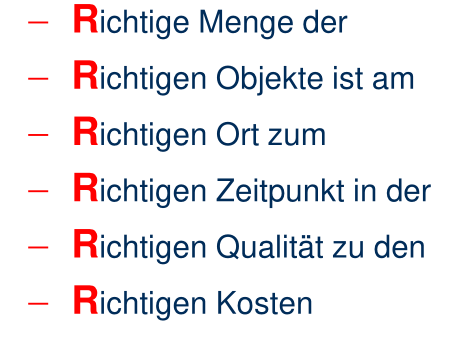 – Richtige Menge der
– Richtigen Objekte ist am
– Richtigen Ort zum
– Richtigen Zeitpunkt in der
– Richtigen Qualität zu den
– Richtigen Kosten